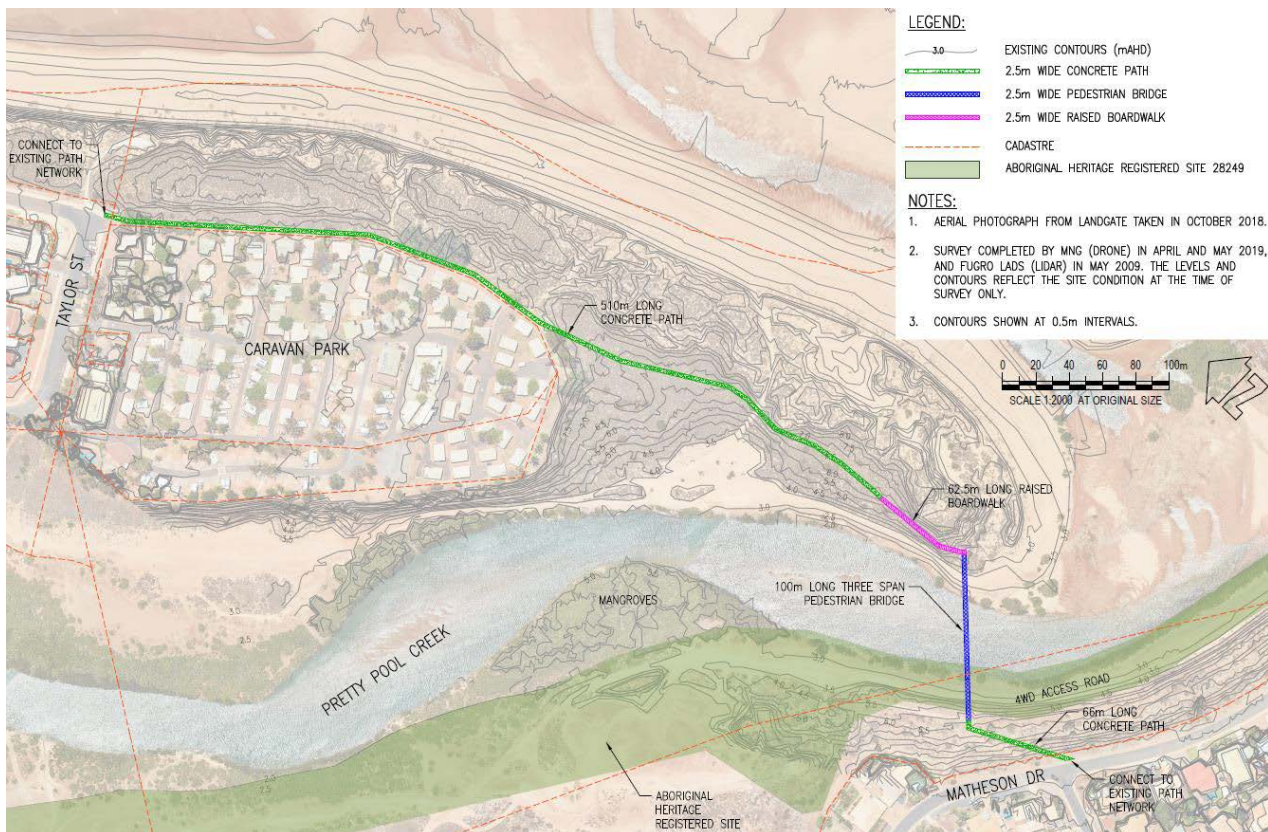 LEGEND:
3.0
EXISTING CONTOURS (mAHD)
2.5m WIDE CONCRETE PATH
2.5m WIDE PEDESTRIAN BRIDGE
2.5m WIDE RAISED BOARDWALK
CADASTRE
ABORIGINAL HERITAGE REGISTERED SITE 28249
NOTES:
1. AERIAL PHOTOGRAPH FROM LANDGATE TAKEN IN OCTOBER 2018.
2. SURVEY COMPLETED BY MNG (DRONE) IN APRIL AND MAY 2019,
AND FUGRO LADS (LIDAR) IN MAY 2009. THE LEVELS AND
CONTOURS REFLECT THE SITE CONDITION AT THE TIME OF
SURVEY ONLY.
3. CONTOURS SHOWN AT 0.5m INTERVALS.
0 20 40 60 80 100m
SCALE 1:2000 AT ORIGINAL SIZE
CONNECT TO
EXISTING PATH
NETWORK
TAYLOR ST
CARAVAN PARK
510m LONG
CONCRETE PATH
62.5m LONG RAISED
BOARDWALK
100m LONG THREE SPAN
PEDESTRIAN BRIDGE
MANGROVES
PRETTY POOL CREEK
4WD ACCESS ROAD
66m LONG
CONCRETE PATH
MATHESON DR
CONNECT TO
EXISTING PATH
NETWORK
ABORIGINAL
HERITAGE
REGISTERED SITE